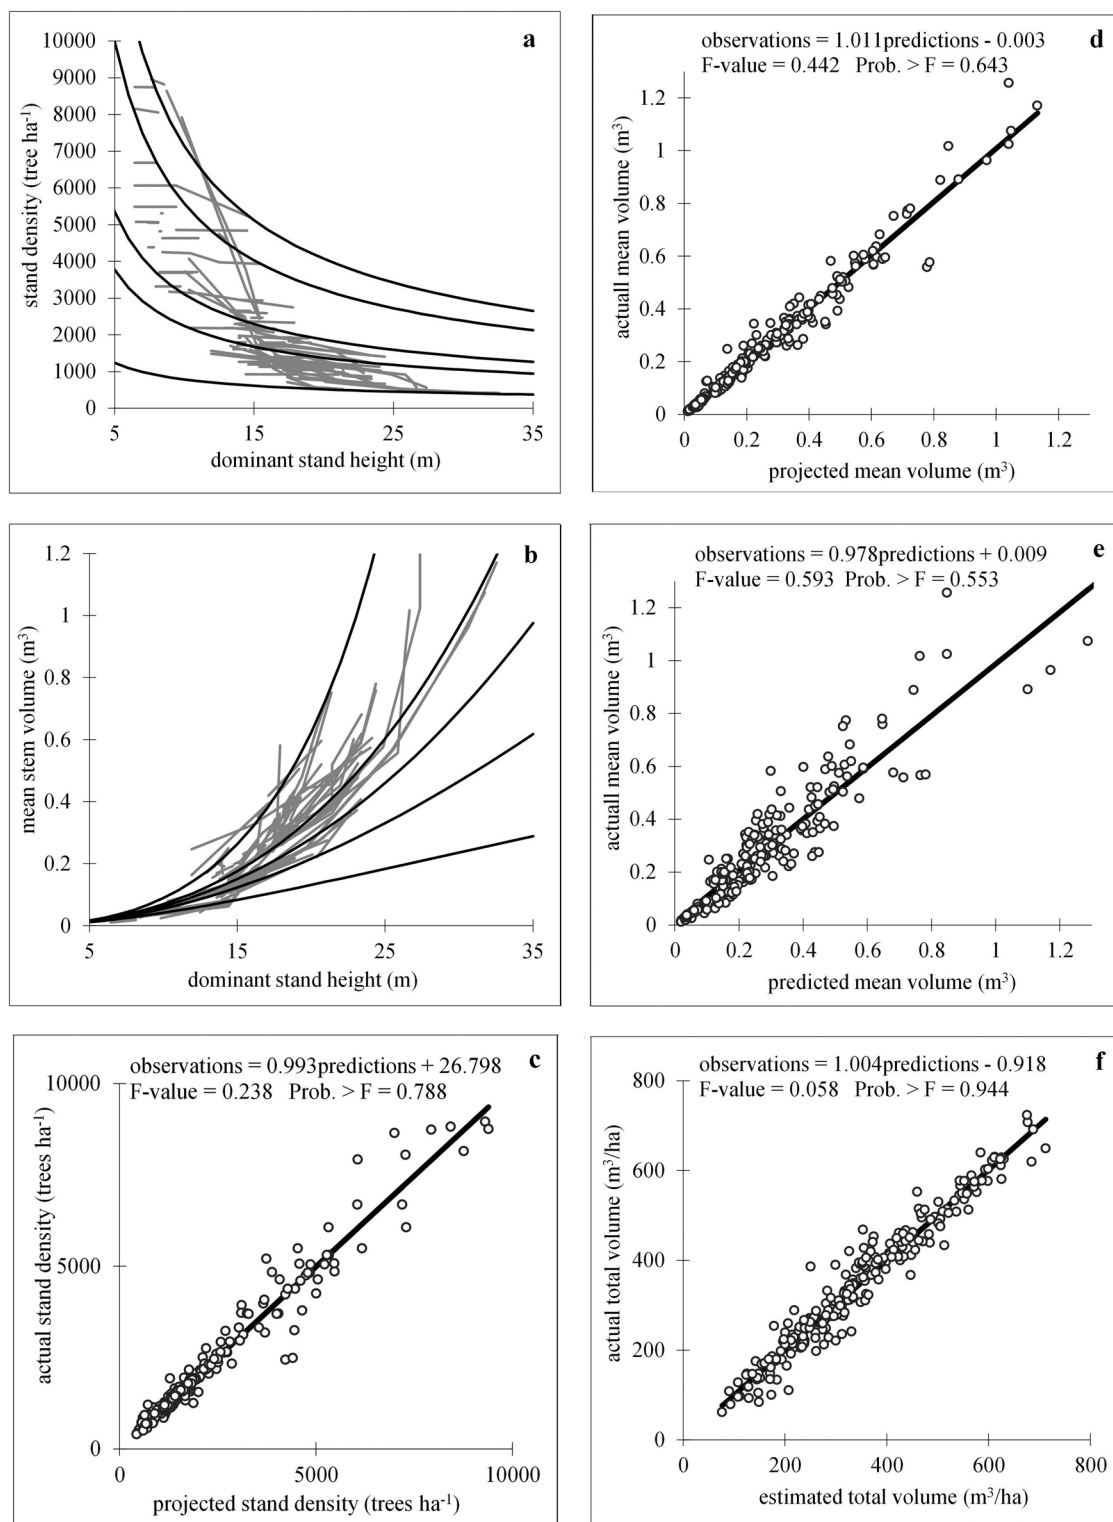 a
10000
9000
8000
7000
6000
5000
4000
3000
2000
1000
0
stand density (tree ha⁻¹)
5 15 25 35
dominant stand height (m)
observations = 1.011predictions - 0.003
F-value = 0.442 Prob. > F = 0.643
d
1.2
1
0.8
0.6
0.4
0.2
0
actuall mean volume (m³)
0 0.2 0.4 0.6 0.8 1 1.2
projected mean volume (m³)
b
1.2
1
0.8
0.6
0.4
0.2
0
mean stem volume (m³)
5 15 25 35
dominant stand height (m)
observations = 0.978predictions + 0.009
F-value = 0.593 Prob. > F = 0.553
e
1.2
1
0.8
0.6
0.4
0.2
0
actuall mean volume (m³)
0 0.2 0.4 0.6 0.8 1 1.2
predicted mean volume (m³)
observations = 0.993predictions + 26.798
F-value = 0.238 Prob. > F = 0.788
c
10000
5000
0
actual stand density (trees ha⁻¹)
0 5000 10000
projected stand density (trees ha⁻¹)
observations = 1.004predictions - 0.918
F-value = 0.058 Prob. > F = 0.944
f
800
600
400
200
0
actual total volume (m³/ha)
0 200 400 600 800
estimated total volume (m³/ha)